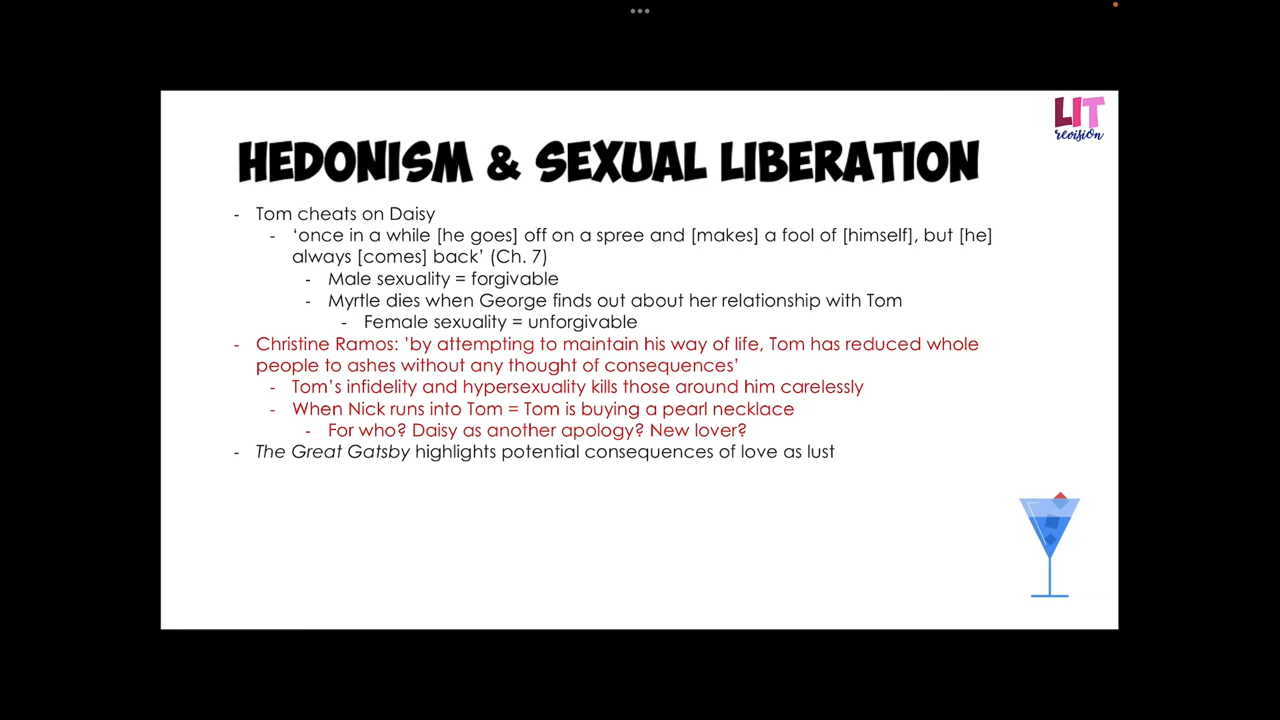 LIT
revision
HEDONISM & SEXUAL LIBERATION
- Tom cheats on Daisy
- ‘once in a while [he goes] off on a spree and [makes] a fool of [himself], but [he]
always [comes] back’ (Ch. 7)
- Male sexuality = forgivable
- Myrtle dies when George finds out about her relationship with Tom
- Female sexuality = unforgivable
- Christine Ramos: ’by attempting to maintain his way of life, Tom has reduced whole
people to ashes without any thought of consequences’
- Tom’s infidelity and hypersexuality kills those around him carelessly
- When Nick runs into Tom = Tom is buying a pearl necklace
- For who? Daisy as another apology? New lover?
- The Great Gatsby highlights potential consequences of love as lust